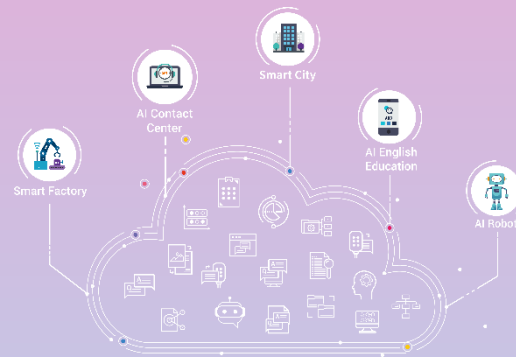 Smart City
AI Contact
Center
AI English
Education
Smart Factory
AI Robot